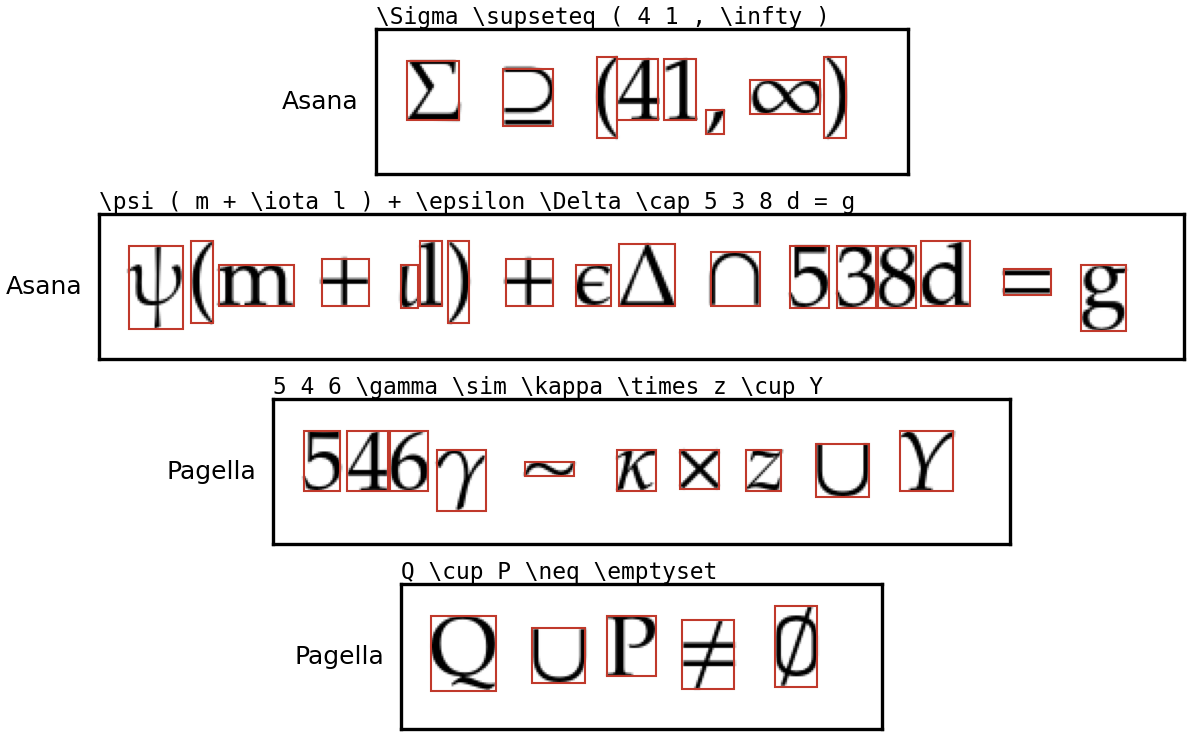 \Sigma \supseteq ( 4 1 , \infty )
Asana Σ ⊇ (41, ∞)
\psi ( m + \iota l ) + \epsilon \Delta \cap 5 3 8 d = g
Asana ψ(m + ιl) + ϵΔ ∩ 538d = g
5 4 6 \gamma \sim \kappa \times z \cup Y
Pagella 546γ ∼ κ × z ∪ Y
Q \cup P \neq \emptyset
Pagella Q ∪ P ≠ ∅